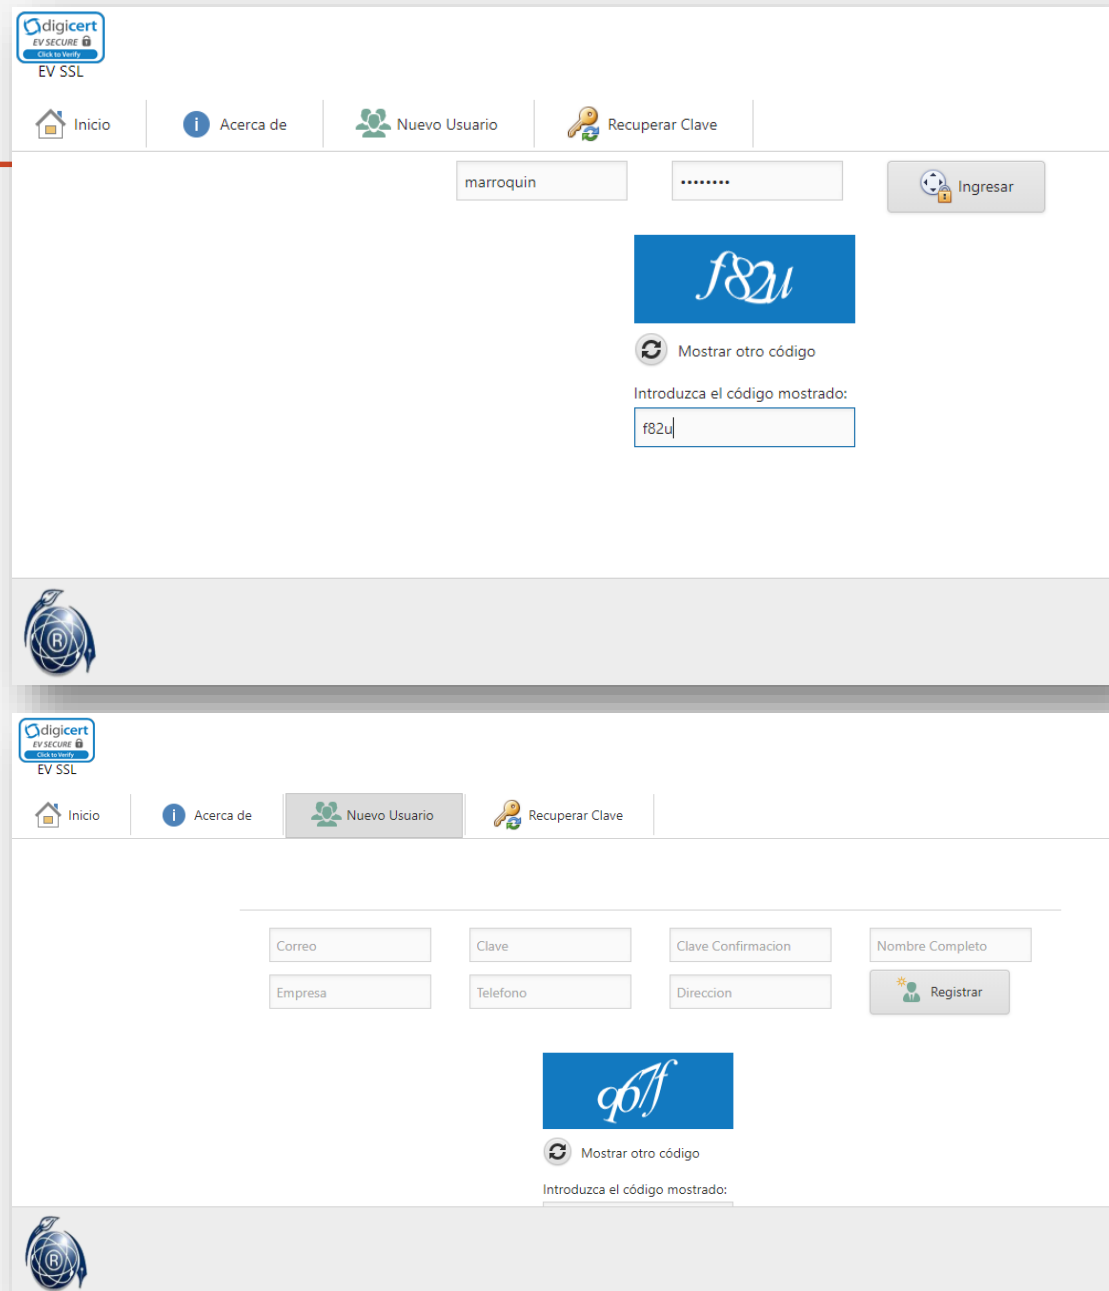 digicert
EV SECURE
Click to Verify
EV SSL
Inicio
Acerca de
Nuevo Usuario
Recuperar Clave
marroquin
••••••••
Ingresar
f82u
Mostrar otro código
Introduzca el código mostrado:
f82u
R
digicert
EV SECURE
Click to Verify
EV SSL
Inicio
Acerca de
Nuevo Usuario
Recuperar Clave
Correo
Clave
Clave Confirmacion
Nombre Completo
Empresa
Telefono
Direccion
Registrar
q67f
Mostrar otro código
Introduzca el código mostrado:
R